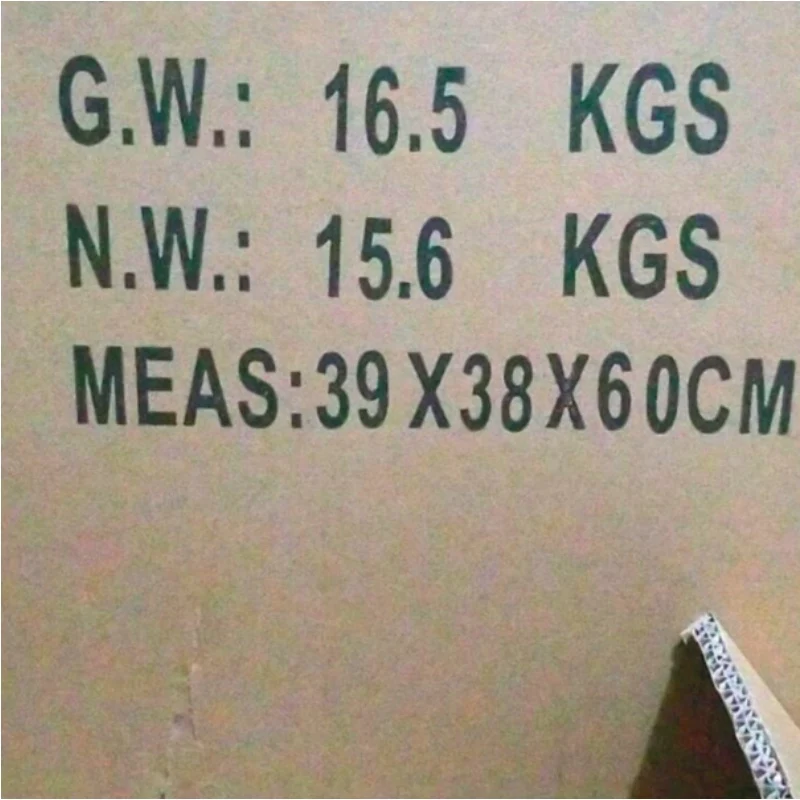 G.W.: 16.5 KGS
N.W.: 15.6 KGS
MEAS:39X38X60CM